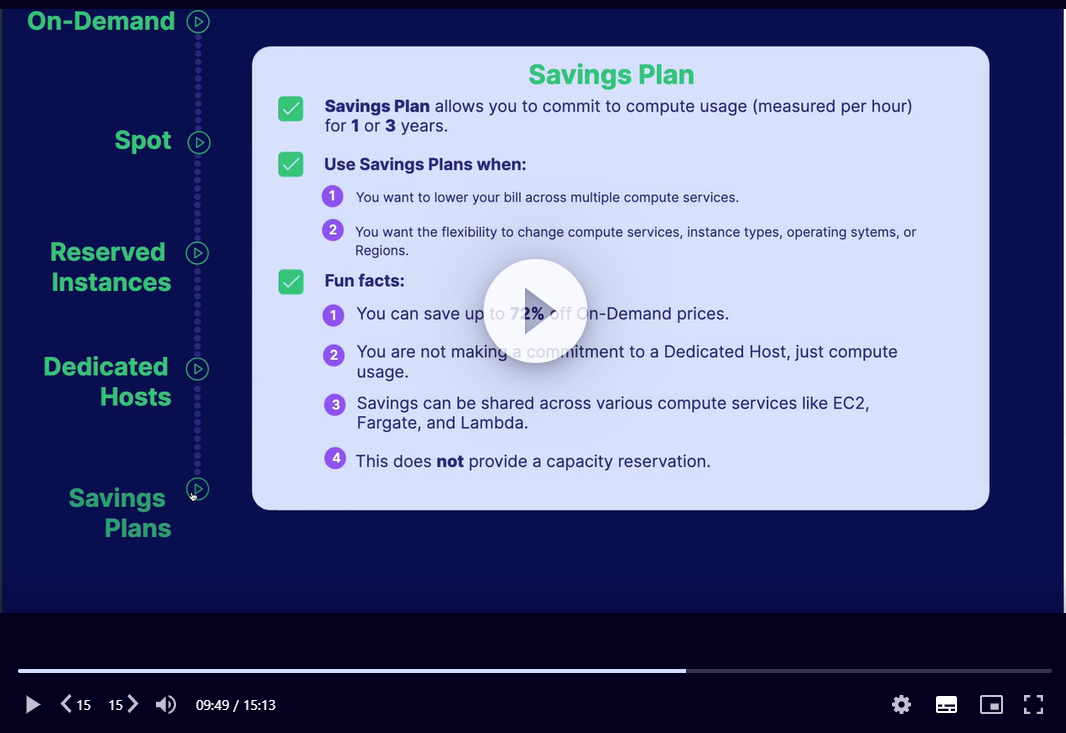 On-Demand
Spot
Reserved
Instances
Dedicated
Hosts
Savings
Plans
Savings Plan
Savings Plan allows you to commit to compute usage (measured per hour)
for 1 or 3 years.
Use Savings Plans when:
1 You want to lower your bill across multiple compute services.
2 You want the flexibility to change compute services, instance types, operating sytems, or
Regions.
Fun facts:
1 You can save up to 72% off On-Demand prices.
2 You are not making a commitment to a Dedicated Host, just compute
usage.
3 Savings can be shared across various compute services like EC2,
Fargate, and Lambda.
4 This does not provide a capacity reservation.
15 15 09:49 / 15:13